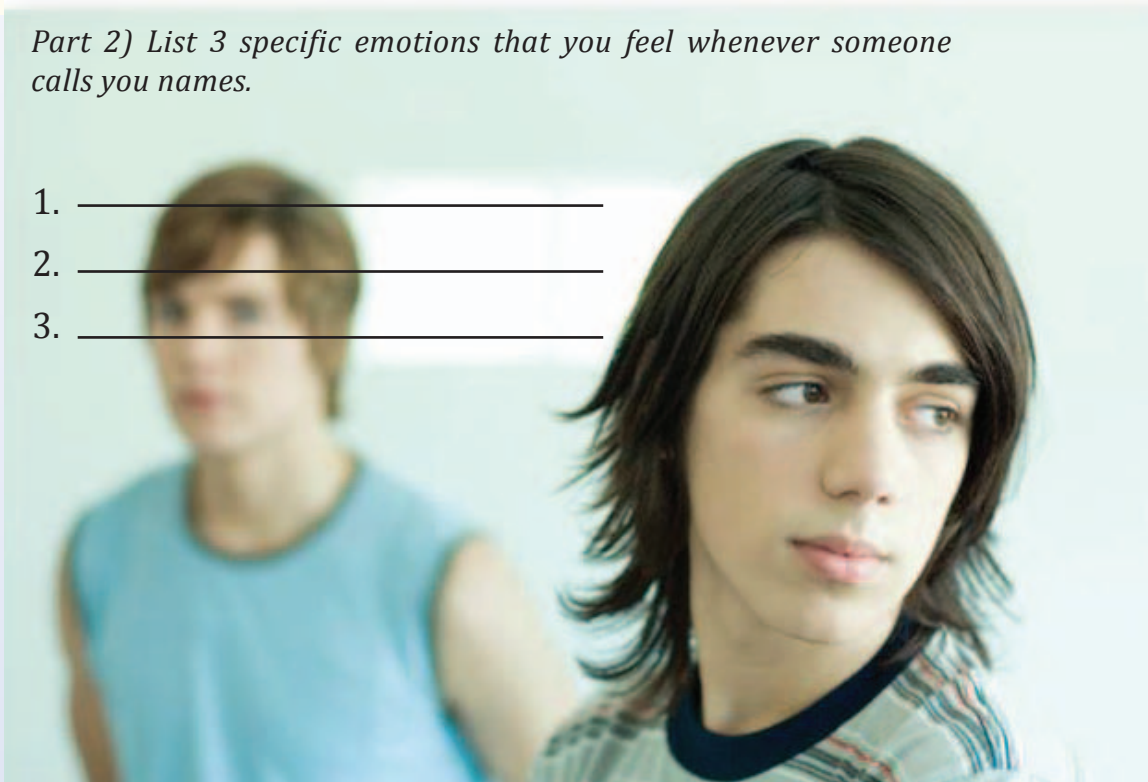 Part 2) List 3 specific emotions that you feel whenever someone
calls you names.
1.
2.
3.